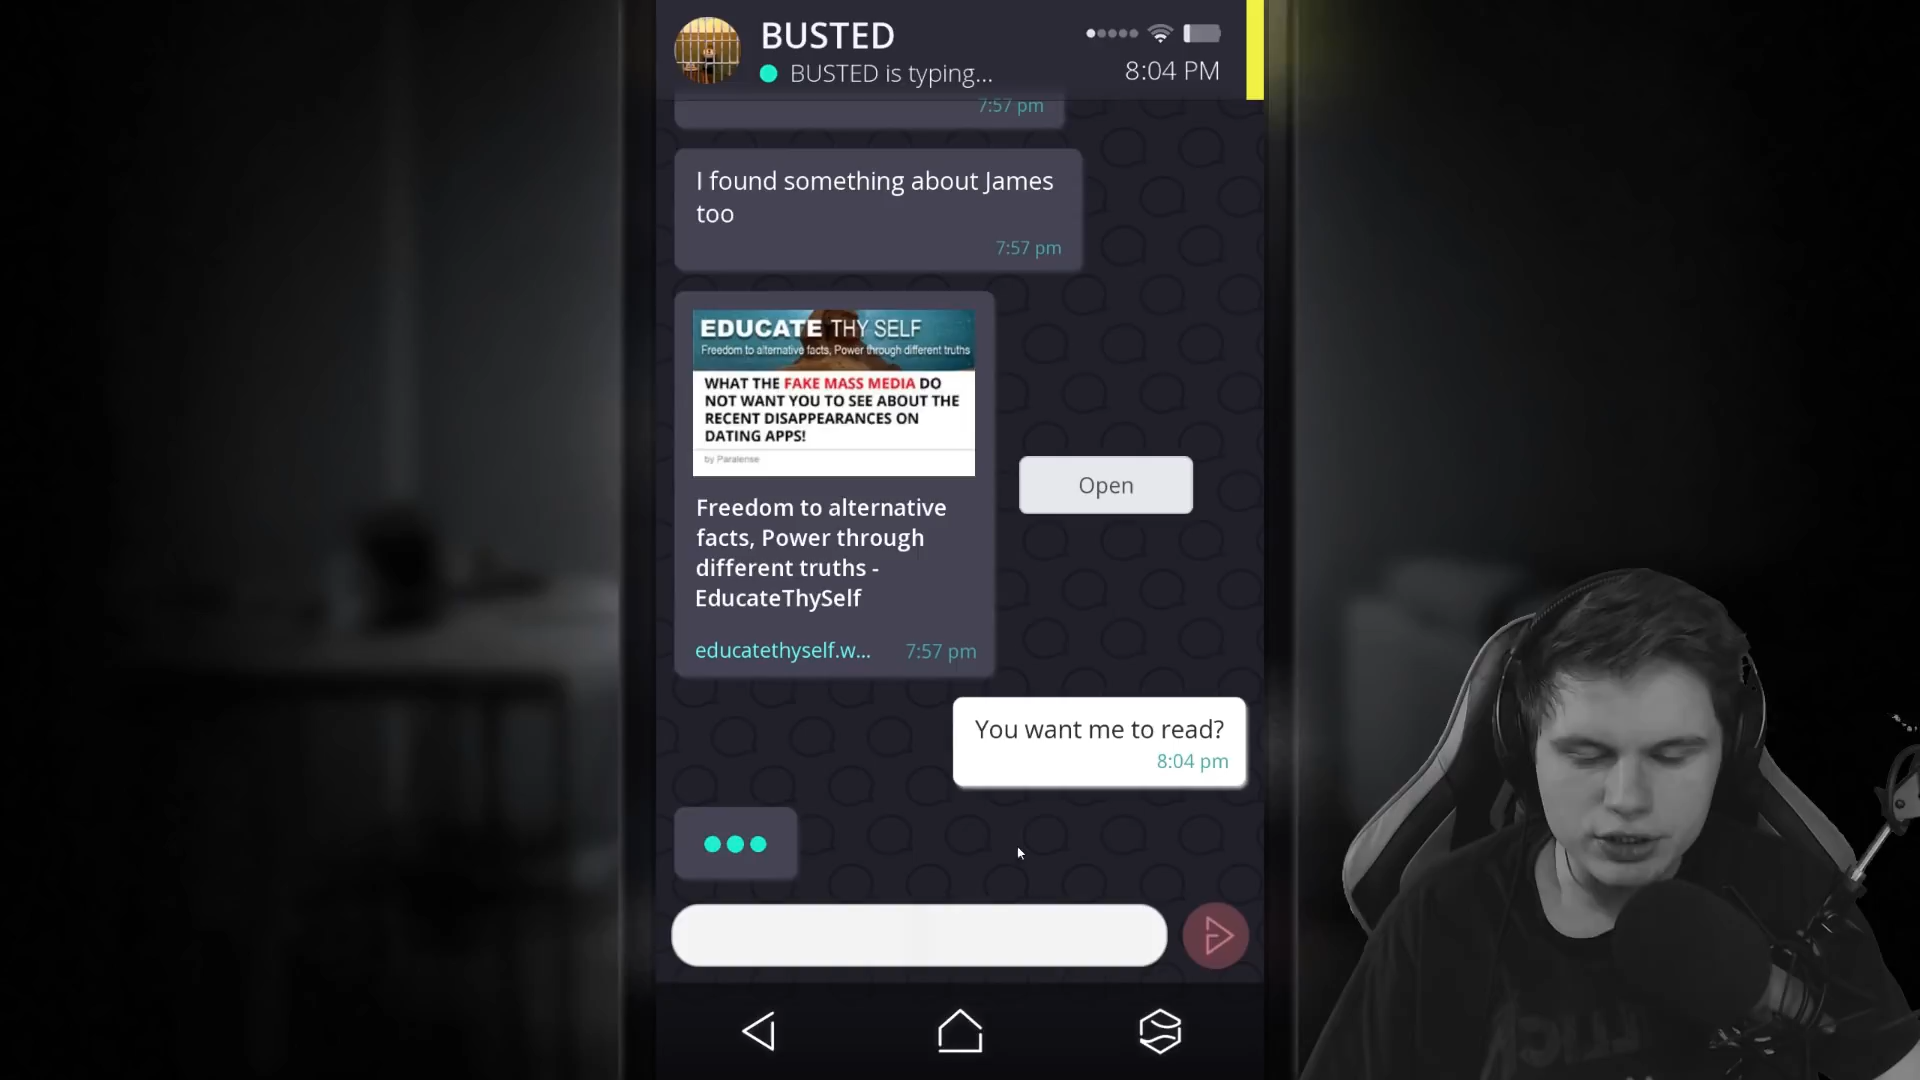 BUSTED
BUSTED is typing...
8:04 PM
7:57 pm
I found something about James
too
7:57 pm
EDUCATE THY SELF
Freedom to alternative facts, Power through different truths
WHAT THE FAKE MASS MEDIA DO
NOT WANT YOU TO SEE ABOUT THE
RECENT DISAPPEARANCES ON
DATING APPS!
by Paralense
Open
Freedom to alternative
facts, Power through
different truths -
EducateThySelf
educatethyself.w...
7:57 pm
You want me to read?
8:04 pm